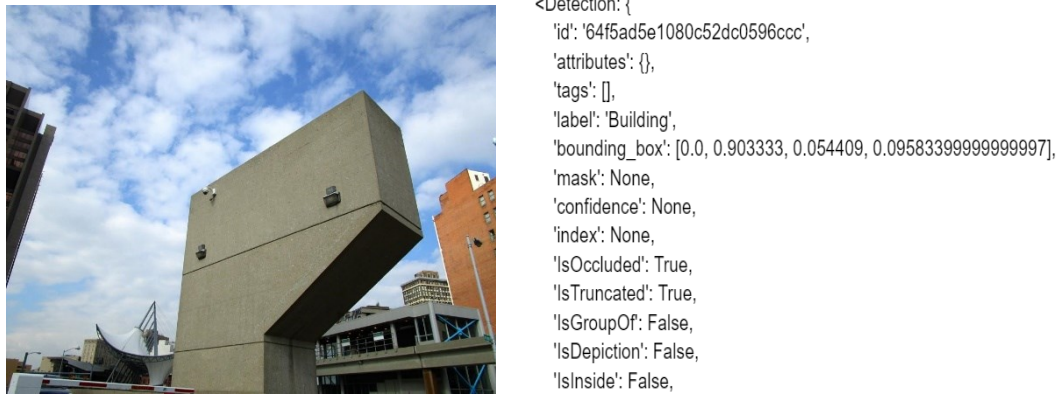 <Detection: {
'id': '64f5ad5e1080c52dc0596ccc',
'attributes': {},
'tags': [],
'label': 'Building',
'bounding_box': [0.0, 0.903333, 0.054409, 0.09583399999999997],
'mask': None,
'confidence': None,
'index': None,
'IsOccluded': True,
'IsTruncated': True,
'IsGroupOf': False,
'IsDepiction': False,
'IsInside': False,